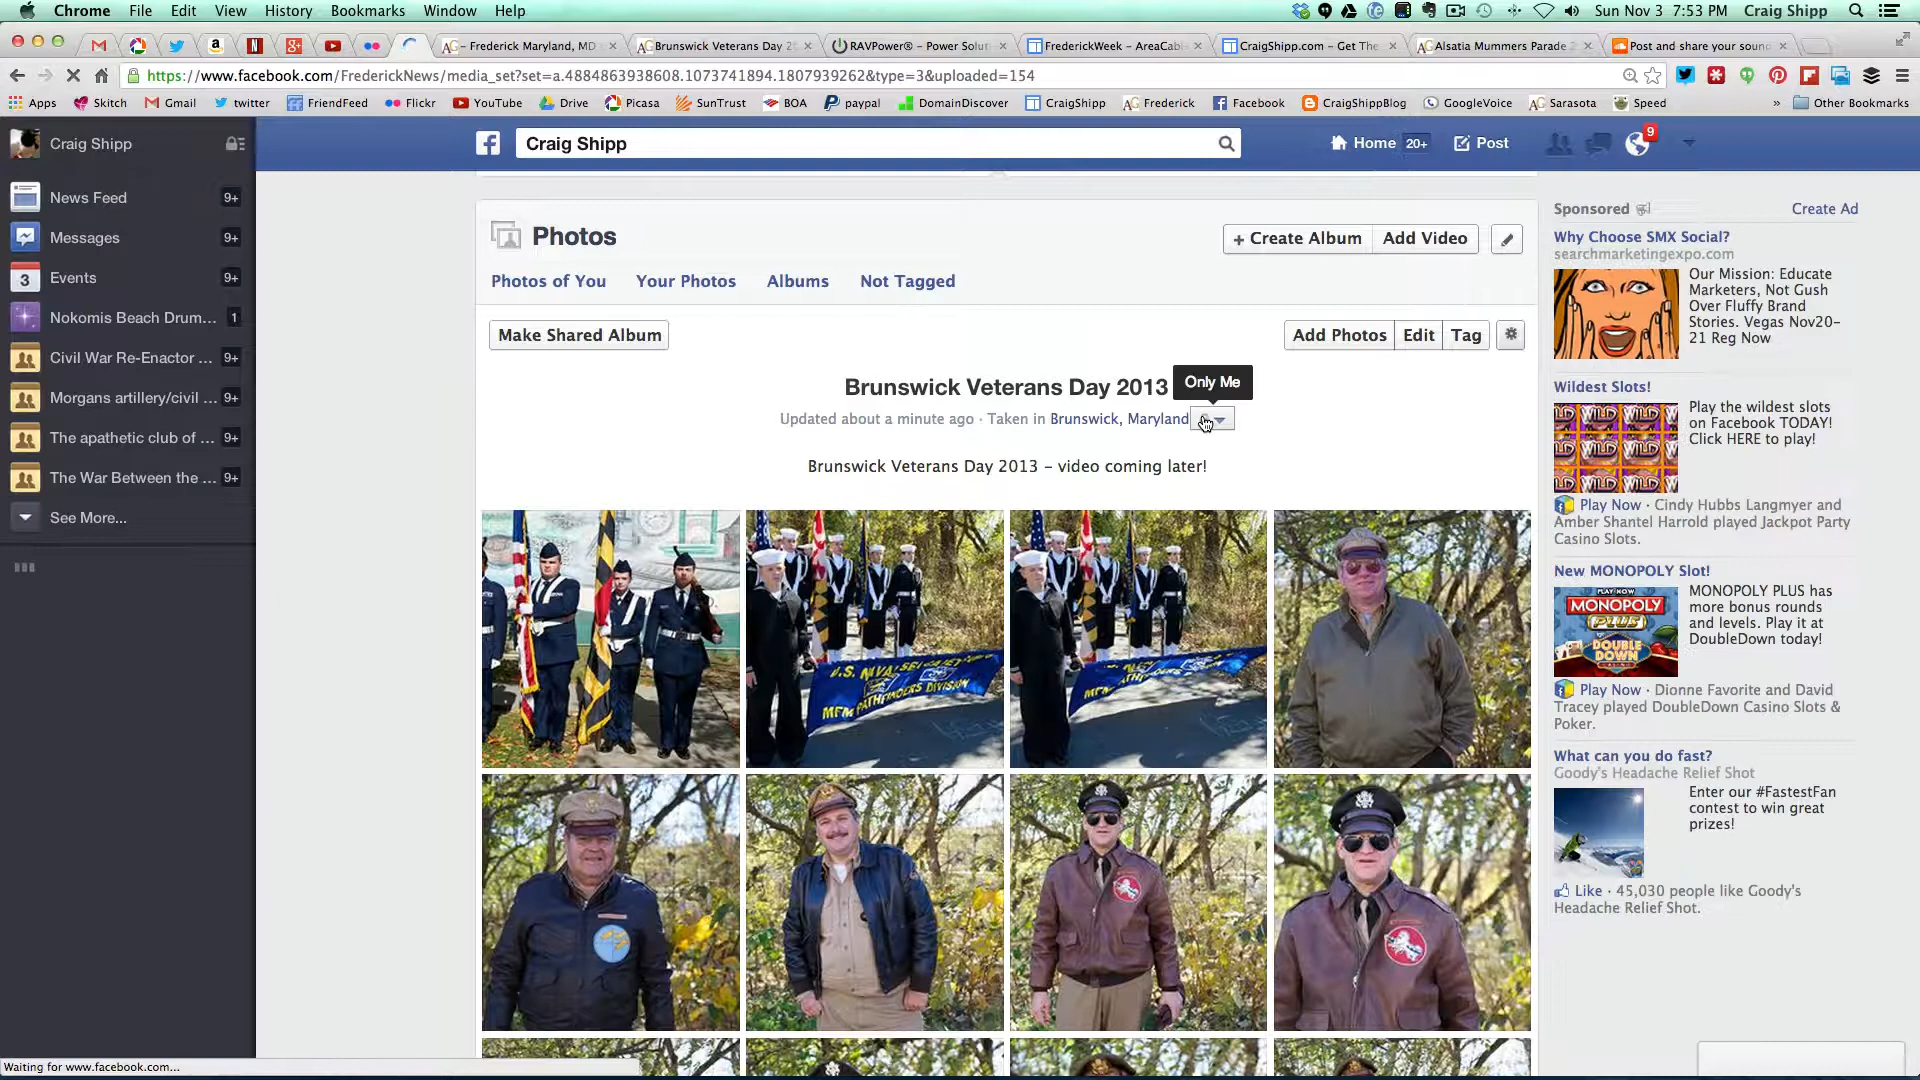 Chrome File Edit View History Bookmarks Window Help
Sun Nov 3 7:53 PM Craig Shipp
- Frederick Maryland, MD
Brunswick Veterans Day 2
RAVPower® - Power Solut
FrederickWeek - AreaCabi
CraigShipp.com - Get The
Alsatia Mummers Parade
Post and share your soun
https://www.facebook.com/FrederickNews/media_set?set=a.4884863938608.1073741894.1807939262&type=3&uploaded=154
Apps Skitch Gmail twitter FriendFeed Flickr YouTube Drive Picasa SunTrust BOA paypal DomainDiscover CraigShipp Frederick Facebook CraigShippBlog GoogleVoice Sarasota Speed » Other Bookmarks
Craig Shipp
News Feed 9+
Messages 9+
3 Events 9+
Nokomis Beach Drum... 1
Civil War Re-Enactor ... 9+
Morgans artillery/civil ... 9+
The apathetic club of ... 9+
The War Between the ... 9+
See More...
Craig Shipp
Home 20+ Post 9
Photos
+ Create Album Add Video
Photos of You Your Photos Albums Not Tagged
Make Shared Album
Add Photos Edit Tag
Brunswick Veterans Day 2013
Only Me
Updated about a minute ago · Taken in Brunswick, Maryland
Brunswick Veterans Day 2013 - video coming later!
Sponsored Create Ad
Why Choose SMX Social?
searchmarketingexpo.com
Our Mission: Educate
Marketers, Not Gush
Over Fluffy Brand
Stories. Vegas Nov20-
21 Reg Now
Wildest Slots!
Play the wildest slots
on Facebook TODAY!
Click HERE to play!
WILD WILD WILD
Play Now · Cindy Hubbs Langmyer and
Amber Shantel Harrold played Jackpot Party
Casino Slots.
New MONOPOLY Slot!
MONOPOLY PLUS has
more bonus rounds
and levels. Play it at
DoubleDown today!
PLAY NOW
MONOPOLY
PLUS
DOUBLE
DOWN
Play Now · Dionne Favorite and David
Tracey played DoubleDown Casino Slots &
Poker.
What can you do fast?
Goody's Headache Relief Shot
Enter our #FastestFan
contest to win great
prizes!
Like · 45,030 people like Goody's
Headache Relief Shot.
Waiting for www.facebook.com...